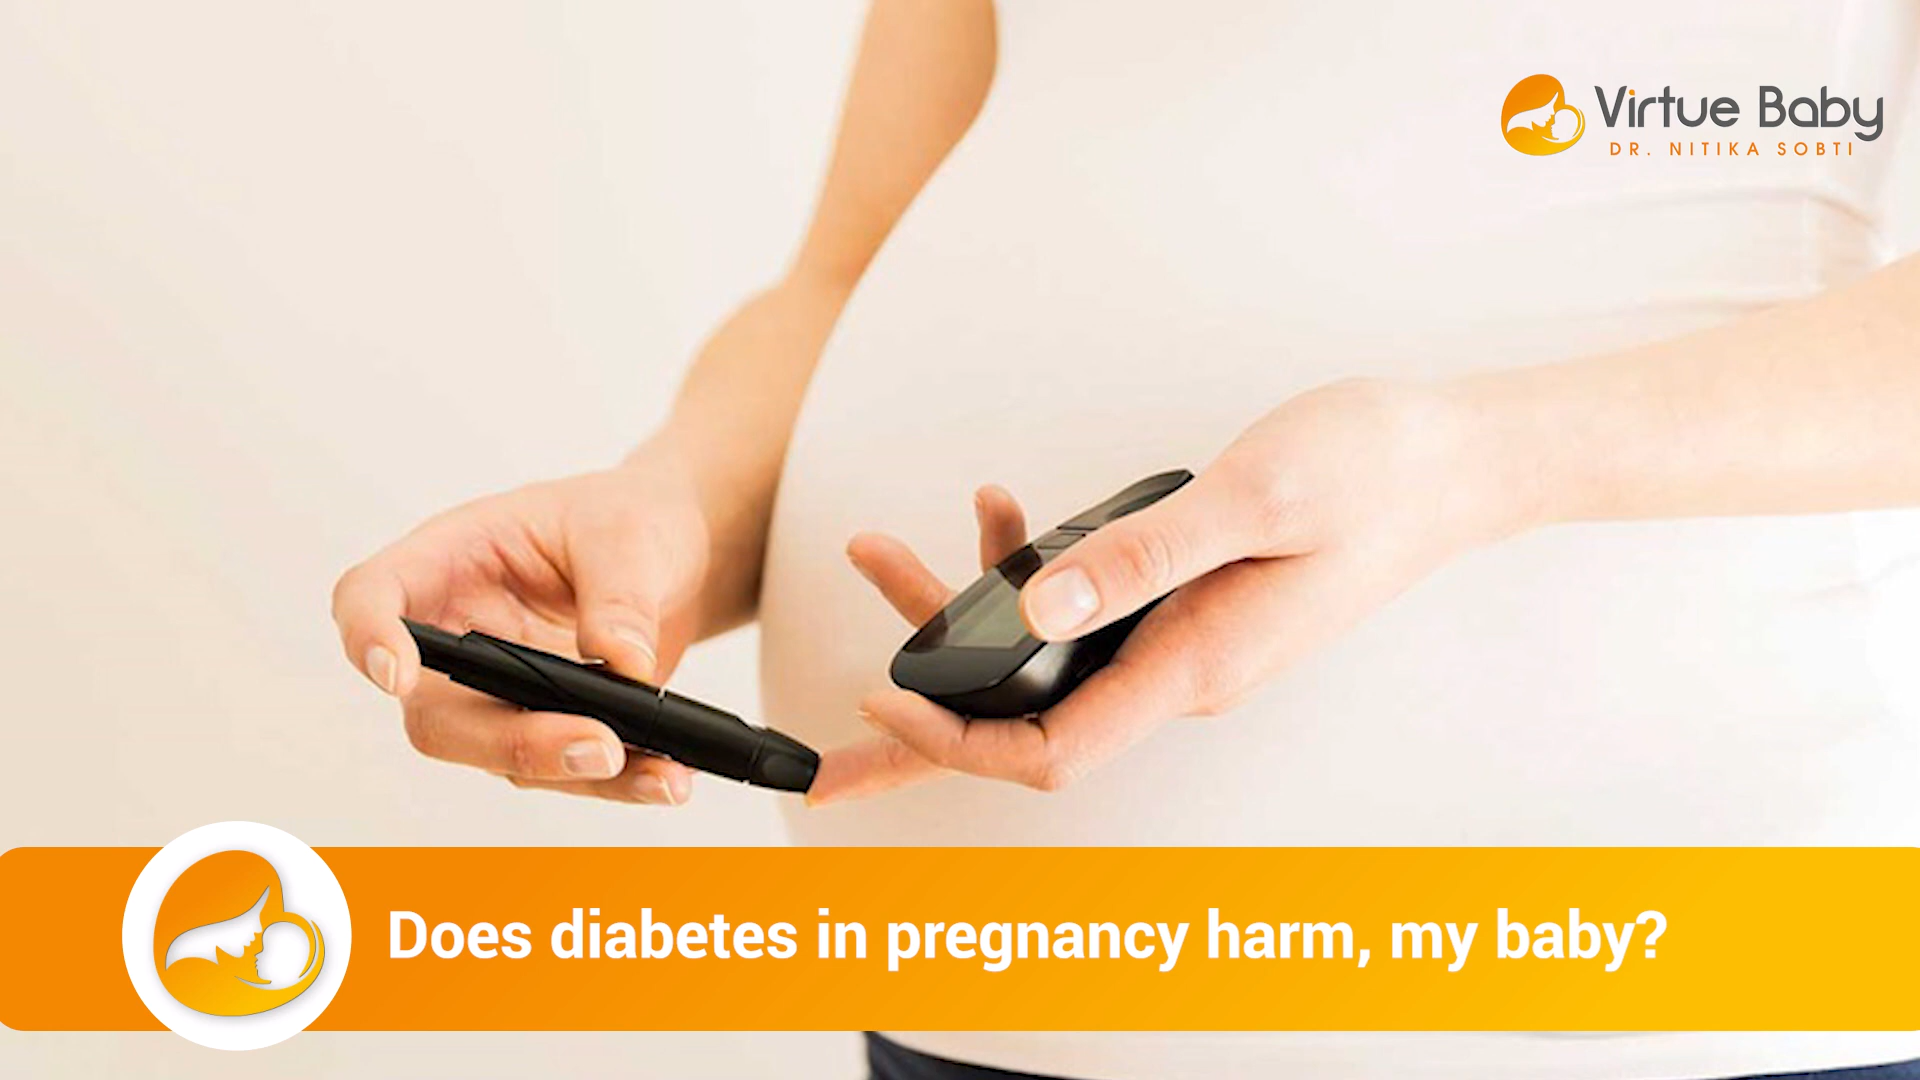 Virtue Baby
DR. NITIKA SOBTI
Does diabetes in pregnancy harm, my baby?